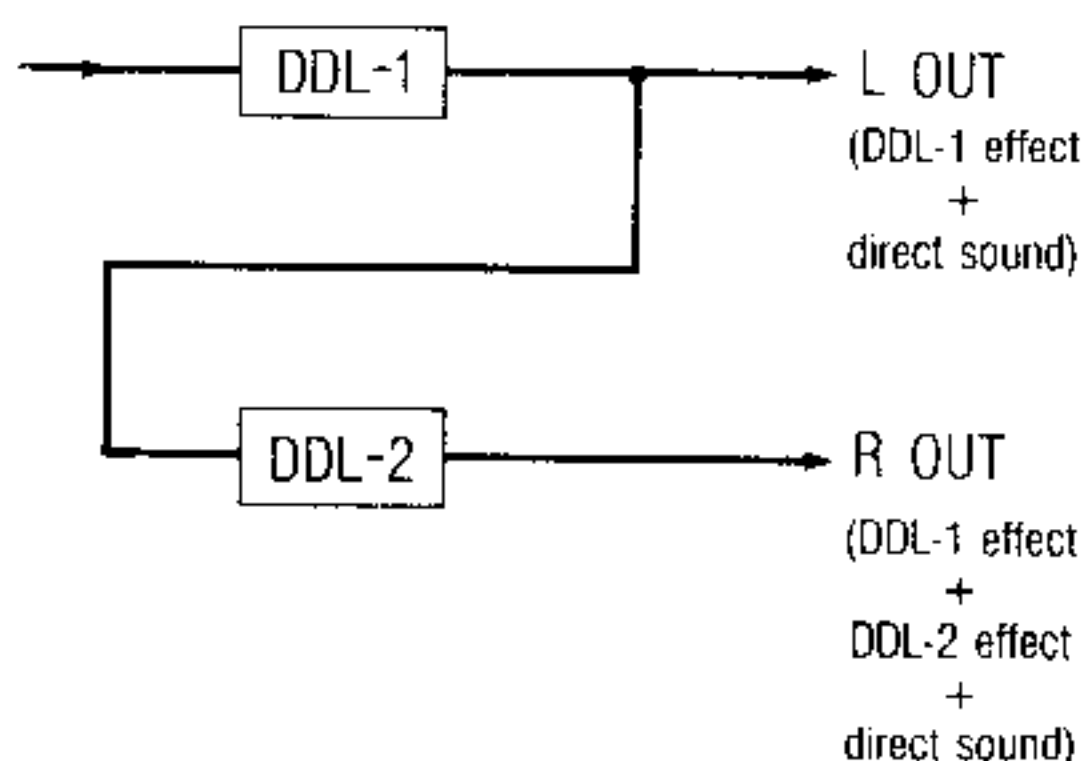 DDL-1
L OUT
(DDL-1 effect
+
direct sound)
DDL-2
R OUT
(DDL-1 effect
+
DDL-2 effect
+
direct sound)